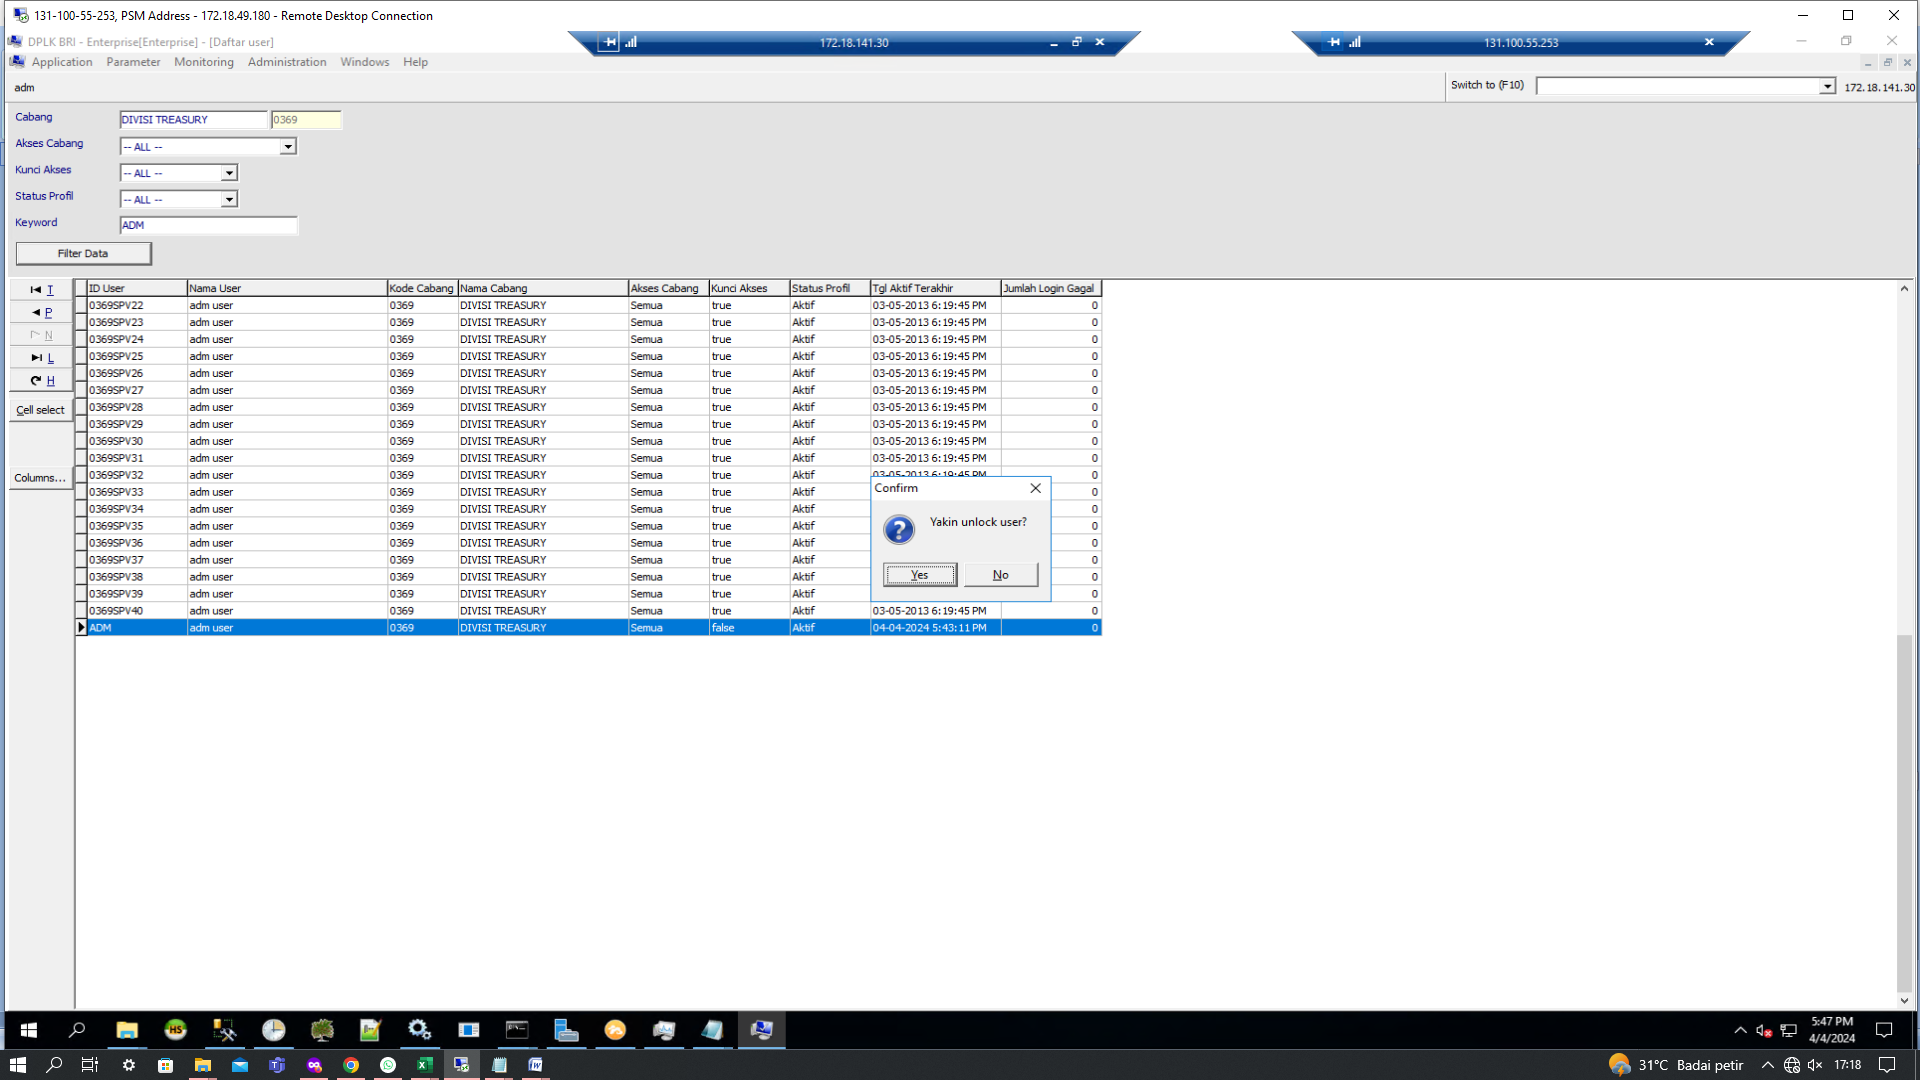 131-100-55-253, PSM Address - 172.18.49.180 - Remote Desktop Connection
DPLK BRI - Enterprise[Enterprise] - [Daftar user]
172.18.141.30
131.100.55.253
Application Parameter Monitoring Administration Windows Help
adm
Switch to (F10)
172.18.141.30
Cabang DIVISI TREASURY 0369
Akses Cabang -- ALL --
Kunci Akses -- ALL --
Status Profil -- ALL --
Keyword ADM
Filter Data
T
P
N
L
H
Cell select
Columns...
ID User Nama User Kode Cabang Nama Cabang Akses Cabang Kunci Akses Status Profil Tgl Aktif Terakhir Jumlah Login Gagal
0369SPV22 adm user 0369 DIVISI TREASURY Semua true Aktif 03-05-2013 6:19:45 PM 0
0369SPV23 adm user 0369 DIVISI TREASURY Semua true Aktif 03-05-2013 6:19:45 PM 0
0369SPV24 adm user 0369 DIVISI TREASURY Semua true Aktif 03-05-2013 6:19:45 PM 0
0369SPV25 adm user 0369 DIVISI TREASURY Semua true Aktif 03-05-2013 6:19:45 PM 0
0369SPV26 adm user 0369 DIVISI TREASURY Semua true Aktif 03-05-2013 6:19:45 PM 0
0369SPV27 adm user 0369 DIVISI TREASURY Semua true Aktif 03-05-2013 6:19:45 PM 0
0369SPV28 adm user 0369 DIVISI TREASURY Semua true Aktif 03-05-2013 6:19:45 PM 0
0369SPV29 adm user 0369 DIVISI TREASURY Semua true Aktif 03-05-2013 6:19:45 PM 0
0369SPV30 adm user 0369 DIVISI TREASURY Semua true Aktif 03-05-2013 6:19:45 PM 0
0369SPV31 adm user 0369 DIVISI TREASURY Semua true Aktif 03-05-2013 6:19:45 PM 0
0369SPV32 adm user 0369 DIVISI TREASURY Semua true Aktif 03-05-2013 6:19:45 PM 0
0369SPV33 adm user 0369 DIVISI TREASURY Semua true Aktif 0
0369SPV34 adm user 0369 DIVISI TREASURY Semua true Aktif 0
0369SPV35 adm user 0369 DIVISI TREASURY Semua true Aktif 0
0369SPV36 adm user 0369 DIVISI TREASURY Semua true Aktif 0
0369SPV37 adm user 0369 DIVISI TREASURY Semua true Aktif 0
0369SPV38 adm user 0369 DIVISI TREASURY Semua true Aktif 0
0369SPV39 adm user 0369 DIVISI TREASURY Semua true Aktif 0
0369SPV40 adm user 0369 DIVISI TREASURY Semua true Aktif 03-05-2013 6:19:45 PM 0
ADM adm user 0369 DIVISI TREASURY Semua false Aktif 04-04-2024 5:43:11 PM 0
Confirm
Yakin unlock user?
Yes No
HS
5:47 PM
4/4/2024
31°C Badai petir
17:18